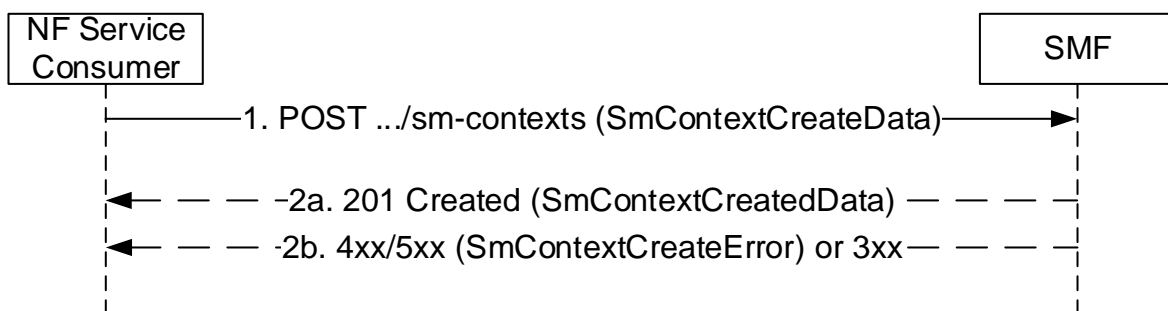 NF Service
Consumer
SMF
1. POST .../sm-contexts (SmContextCreateData)
2a. 201 Created (SmContextCreatedData)
2b. 4xx/5xx (SmContextCreateError) or 3xx